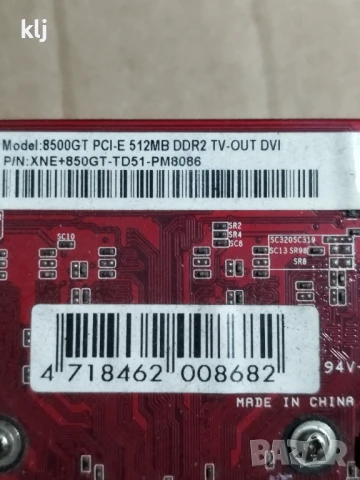 klj
Model:8500GT PCI-E 512MB DDR2 TV-OUT DVI
P/N:XNE+850GT-TD51-PM8086
SR2
SR4
SC8
SC10
SC320SC319
SC13 SR98
SR8
4 718462 008682
94V-
MADE IN CHINA
BAZAR